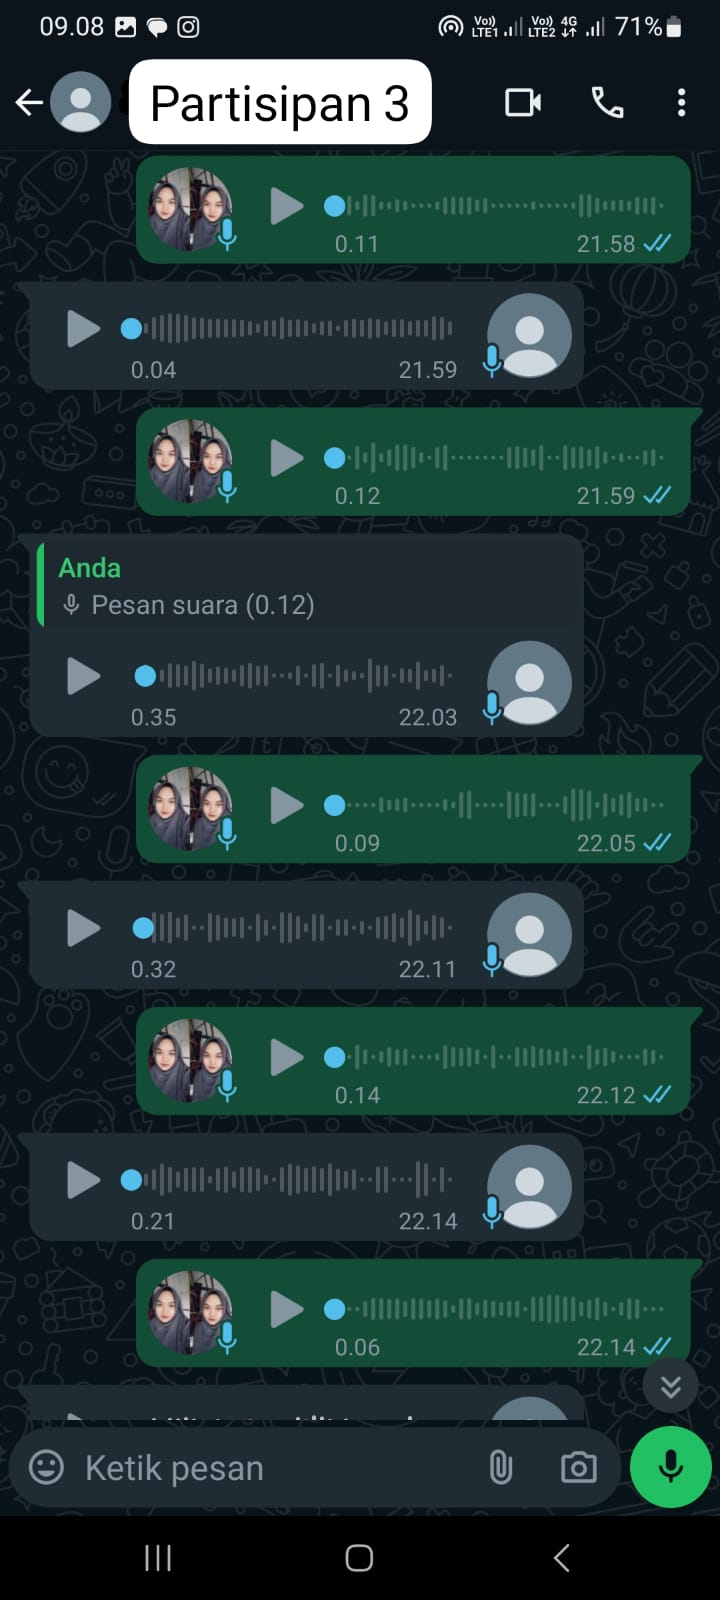 09.08 Vo)) LTE1 Vo)) LTE2 4G 71%
Partisipan 3
0.11 21.58
0.04 21.59
0.12 21.59
Anda
Pesan suara (0.12)
0.35 22.03
0.09 22.05
0.32 22.11
0.14 22.12
0.21 22.14
0.06 22.14
Ketik pesan